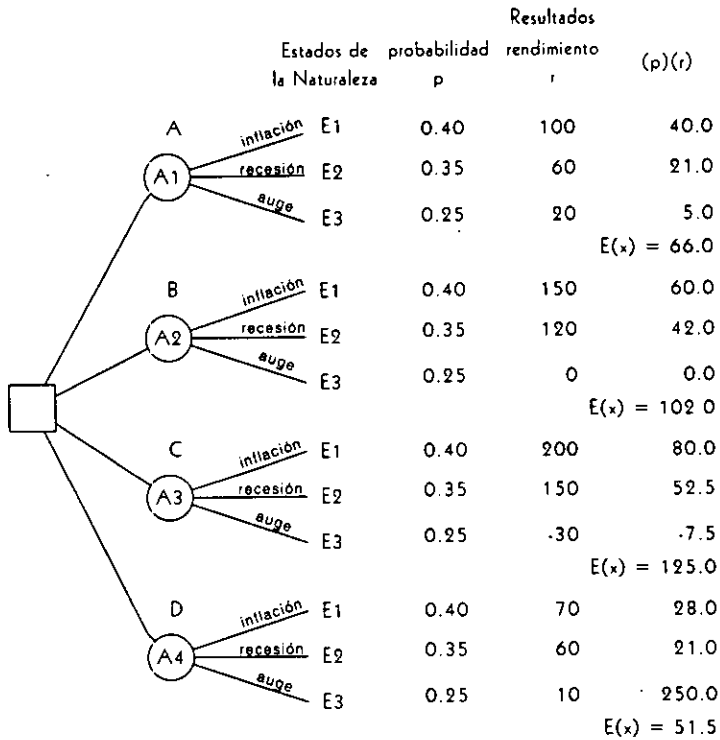 Resultados
Estados de la Naturaleza probabilidad p rendimiento r (p)(r)
A
A1
inflación E1 0.40 100 40.0
recesión E2 0.35 60 21.0
auge E3 0.25 20 5.0
E(x) = 66.0
B
A2
inflación E1 0.40 150 60.0
recesión E2 0.35 120 42.0
auge E3 0.25 0 0.0
E(x) = 102 0
C
A3
inflación E1 0.40 200 80.0
recesión E2 0.35 150 52.5
auge E3 0.25 -30 -7.5
E(x) = 125.0
D
A4
inflación E1 0.40 70 28.0
recesión E2 0.35 60 21.0
auge E3 0.25 10 250.0
E(x) = 51.5